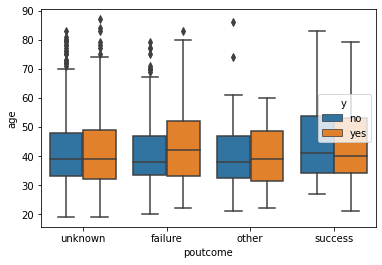 90
80
70
60
50
40
30
20
age
y
no
yes
unknown failure other success
poutcome